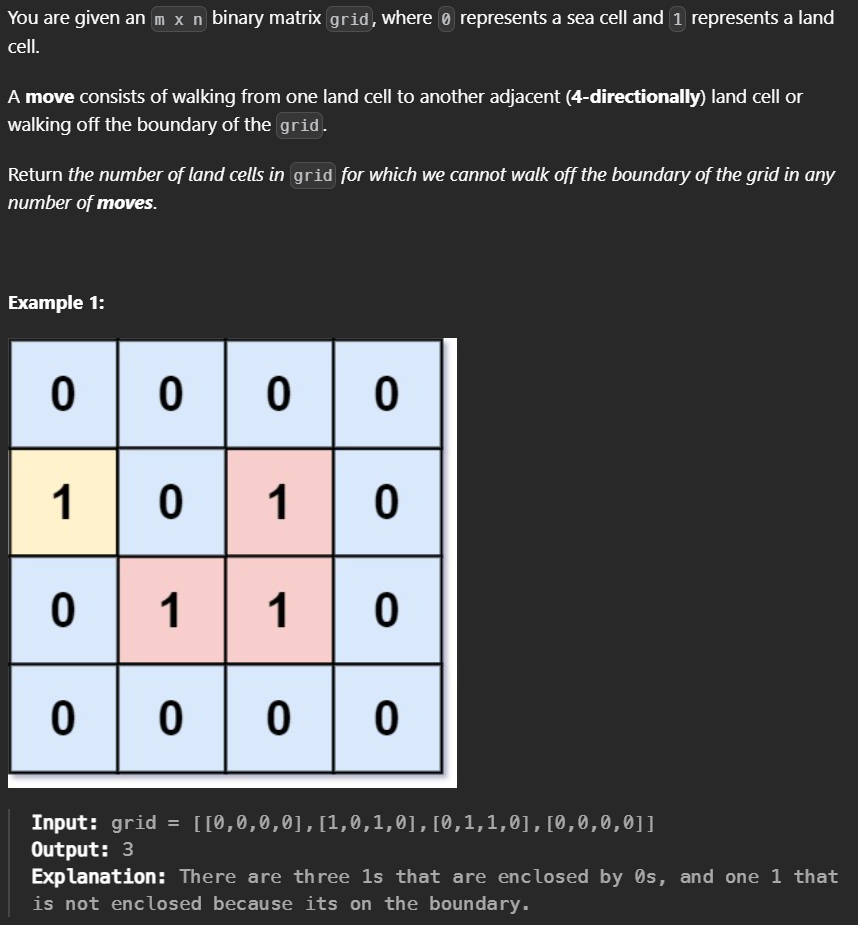 You are given an m x n binary matrix grid, where 0 represents a sea cell and 1 represents a land
cell.
A move consists of walking from one land cell to another adjacent (4-directionally) land cell or
walking off the boundary of the grid.
Return the number of land cells in grid for which we cannot walk off the boundary of the grid in any
number of moves.
Example 1:
0 0 0 0
1 0 1 0
0 1 1 0
0 0 0 0
Input: grid = [[0,0,0,0],[1,0,1,0],[0,1,1,0],[0,0,0,0]]
Output: 3
Explanation: There are three 1s that are enclosed by 0s, and one 1 that
is not enclosed because its on the boundary.